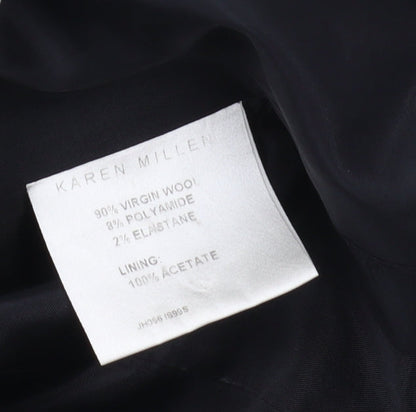 KAREN MILLEN
90% VIRGIN WOOL
8% POLYAMIDE
2% ELASTANE
LINING:
100% ACETATE